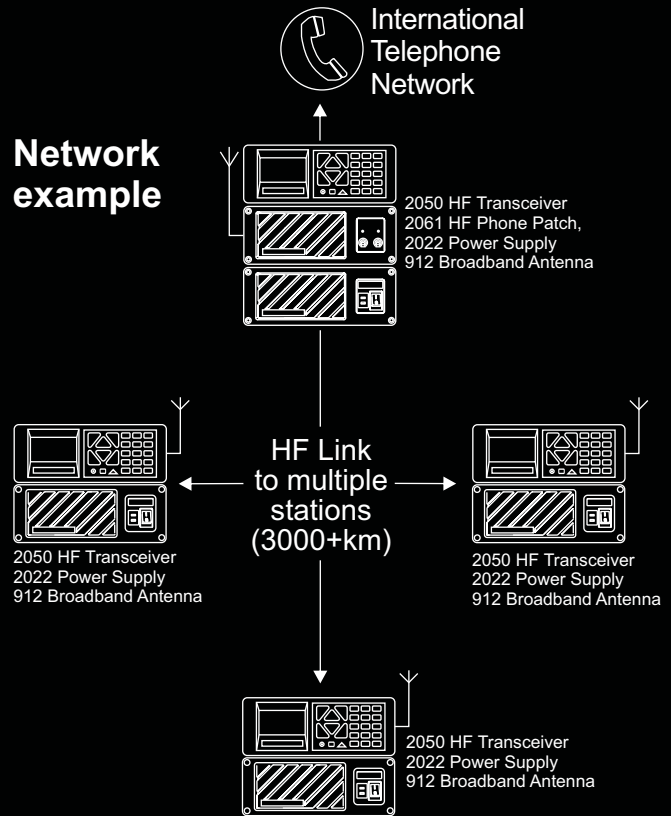 International
Telephone
Network
Network
example
2050 HF Transceiver
2061 HF Phone Patch,
2022 Power Supply
912 Broadband Antenna
HF Link
to multiple
stations
(3000+km)
2050 HF Transceiver
2022 Power Supply
912 Broadband Antenna
2050 HF Transceiver
2022 Power Supply
912 Broadband Antenna
2050 HF Transceiver
2022 Power Supply
912 Broadband Antenna